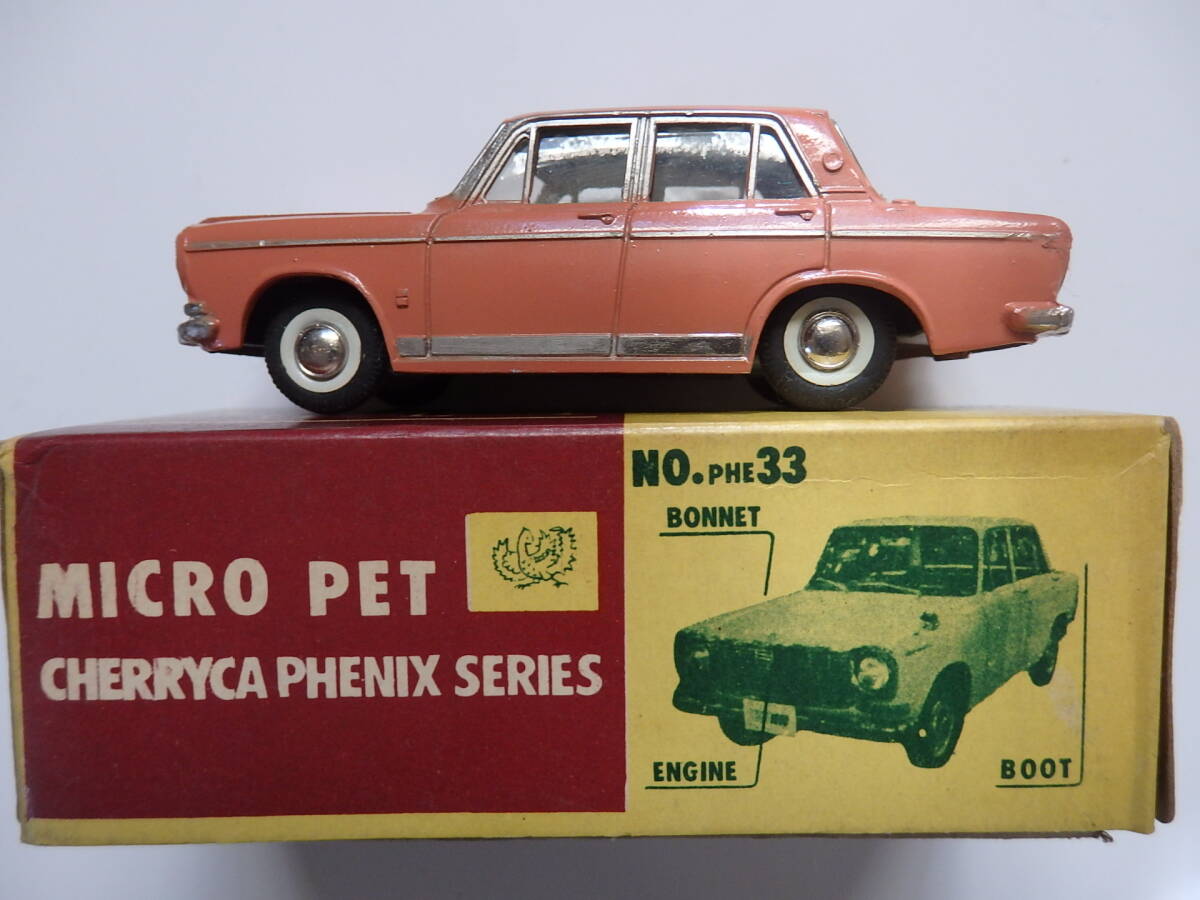 MICRO PET
CHERRYCA PHENIX SERIES
NO.PHE33
BONNET
ENGINE
BOOT